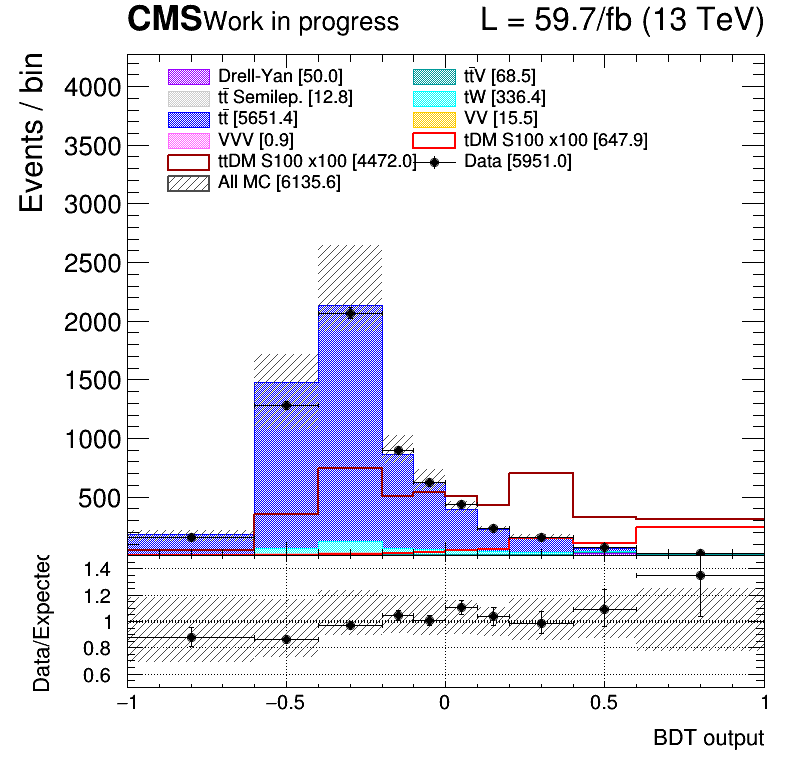 CMS Work in progress L = 59.7/fb (13 TeV)
Events / bin
4000
3500
3000
2500
2000
1500
1000
500
Drell-Yan [50.0] tt̄V [68.5]
tt̄ Semilep. [12.8] tW [336.4]
tt̄ [5651.4] VV [15.5]
VVV [0.9] tDM S100 x100 [647.9]
ttDM S100 x100 [4472.0] Data [5951.0]
All MC [6135.6]
Data/Expected
1.4
1.2
1
0.8
0.6
−1 −0.5 0 0.5 1
BDT output